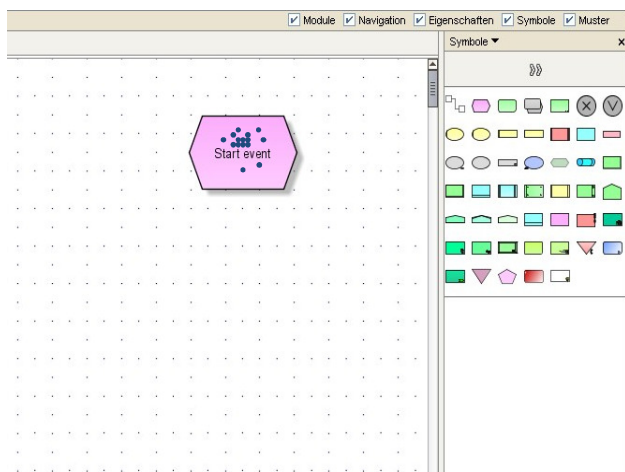 Module Navigation Eigenschaften Symbole Muster
Symbole
Start event